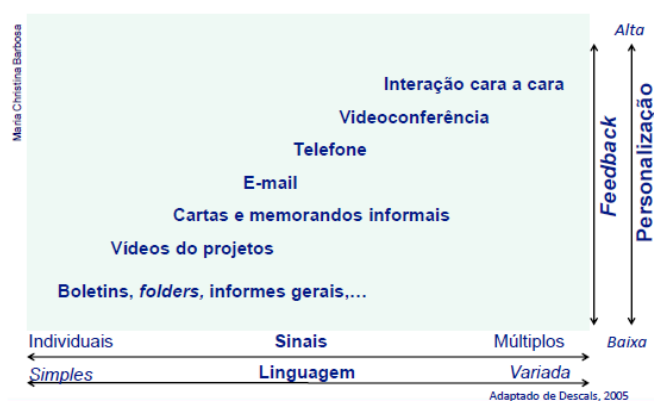 Maria Christina Barbosa
Alta
Interação cara a cara
Videoconferência
Telefone
E-mail
Cartas e memorandos informais
Vídeos do projetos
Boletins, folders, informes gerais,...
Feedback
Personalização
Individuais Sinais Múltiplos Baixa
Simples Linguagem Variada
Adaptado de Descals, 2005